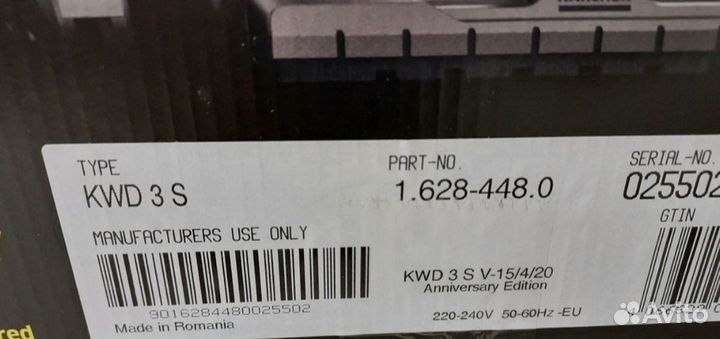 KARCHER
TYPE
KWD 3 S
PART-NO.
1.628-448.0
SERIAL-NO.
025502
GTIN
MANUFACTURERS USE ONLY
9016284480025502
Made in Romania
KWD 3 S V-15/4/20
Anniversary Edition
220-240V 50-60Hz -EU
red
Avito